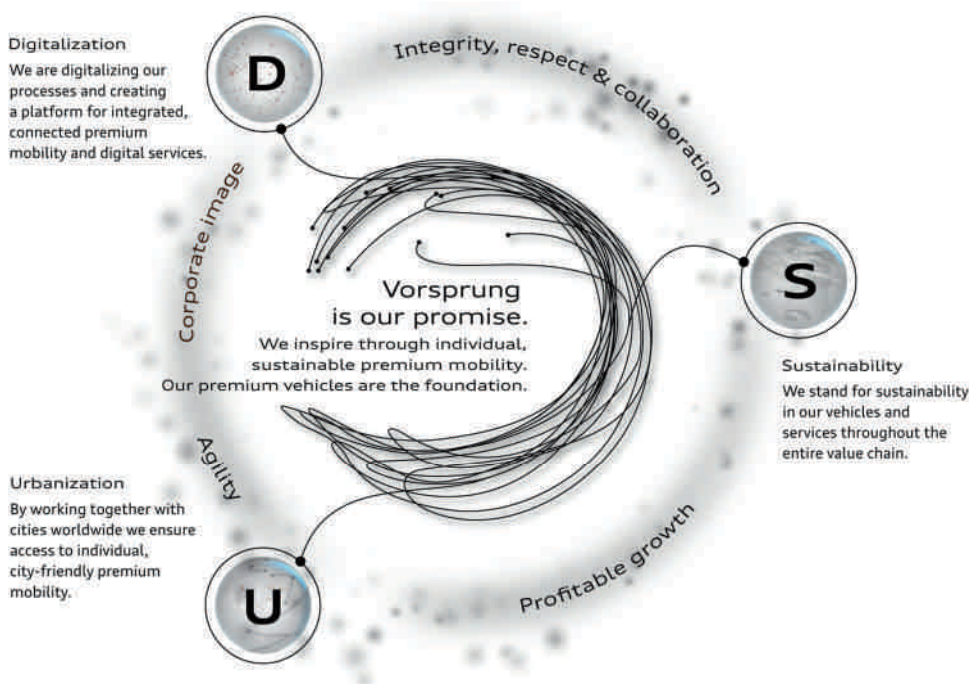 Digitalization
We are digitalizing our
processes and creating
a platform for integrated,
connected premium
mobility and digital services.
D
Integrity, respect & collaboration
Corporate image
S
Vorsprung
is our promise.
We inspire through individual,
sustainable premium mobility.
Our premium vehicles are the foundation.
Sustainability
We stand for sustainability
in our vehicles and
services throughout the
entire value chain.
Agility
Urbanization
By working together with
cities worldwide we ensure
access to individual,
city-friendly premium
mobility.
U
Profitable growth